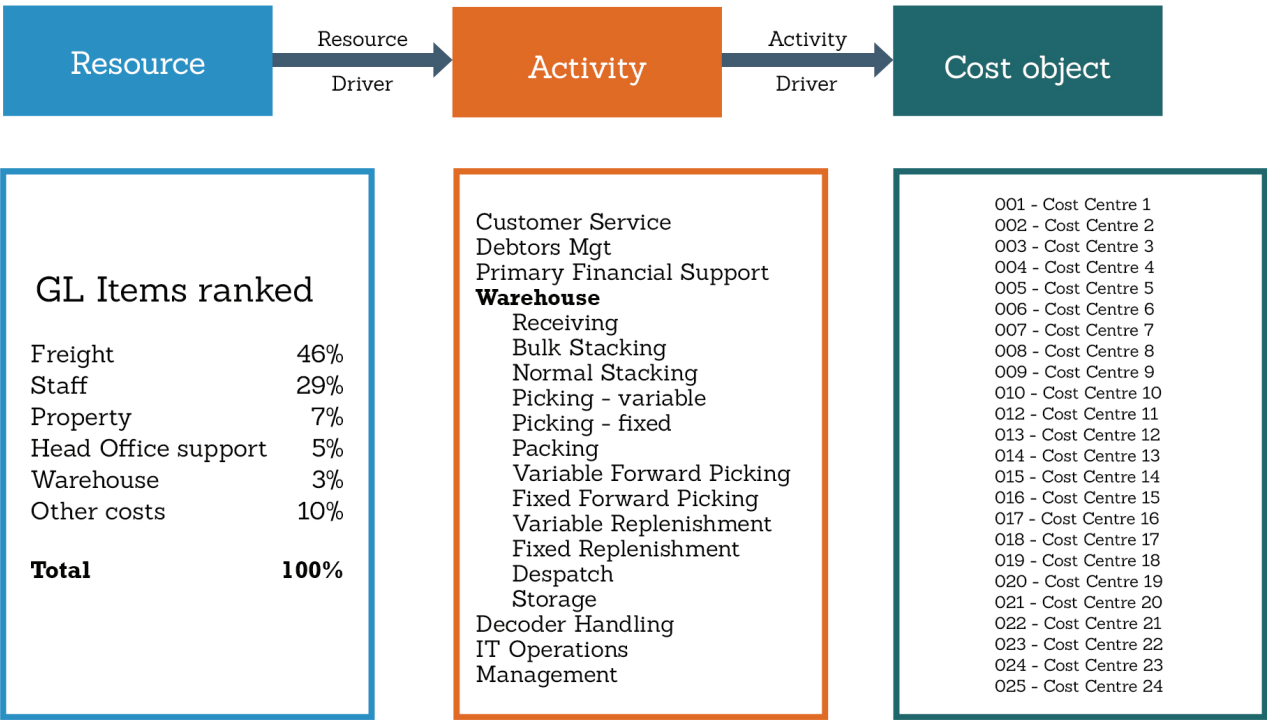 Resource
Resource
Driver
Activity
Activity
Driver
Cost object
GL Items ranked
Freight 46%
Staff 29%
Property 7%
Head Office support 5%
Warehouse 3%
Other costs 10%
Total 100%
Customer Service
Debtors Mgt
Primary Financial Support
Warehouse
Receiving
Bulk Stacking
Normal Stacking
Picking - variable
Picking - fixed
Packing
Variable Forward Picking
Fixed Forward Picking
Variable Replenishment
Fixed Replenishment
Despatch
Storage
Decoder Handling
IT Operations
Management
001 - Cost Centre 1
002 - Cost Centre 2
003 - Cost Centre 3
004 - Cost Centre 4
005 - Cost Centre 5
006 - Cost Centre 6
007 - Cost Centre 7
008 - Cost Centre 8
009 - Cost Centre 9
010 - Cost Centre 10
012 - Cost Centre 11
013 - Cost Centre 12
014 - Cost Centre 13
015 - Cost Centre 14
016 - Cost Centre 15
017 - Cost Centre 16
018 - Cost Centre 17
019 - Cost Centre 18
020 - Cost Centre 19
021 - Cost Centre 20
022 - Cost Centre 21
023 - Cost Centre 22
024 - Cost Centre 23
025 - Cost Centre 24